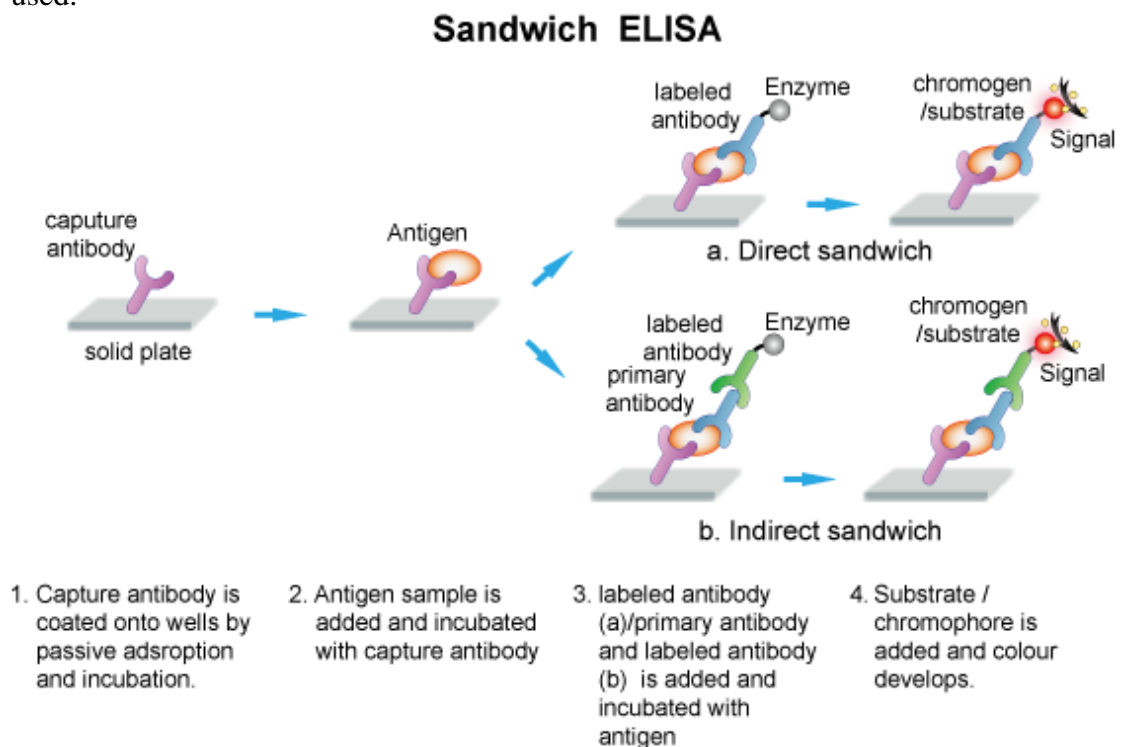 used.
Sandwich ELISA
caputure
antibody
solid plate
Antigen
labeled
antibody
Enzyme
chromogen
/substrate
Signal
a. Direct sandwich
labeled
antibody
primary
antibody
Enzyme
chromogen
/substrate
Signal
b. Indirect sandwich
1. Capture antibody is
coated onto wells by
passive adsroption
and incubation.
2. Antigen sample is
added and incubated
with capture antibody
3. labeled antibody
(a)/primary antibody
and labeled antibody
(b) is added and
incubated with
antigen
4. Substrate /
chromophore is
added and colour
develops.